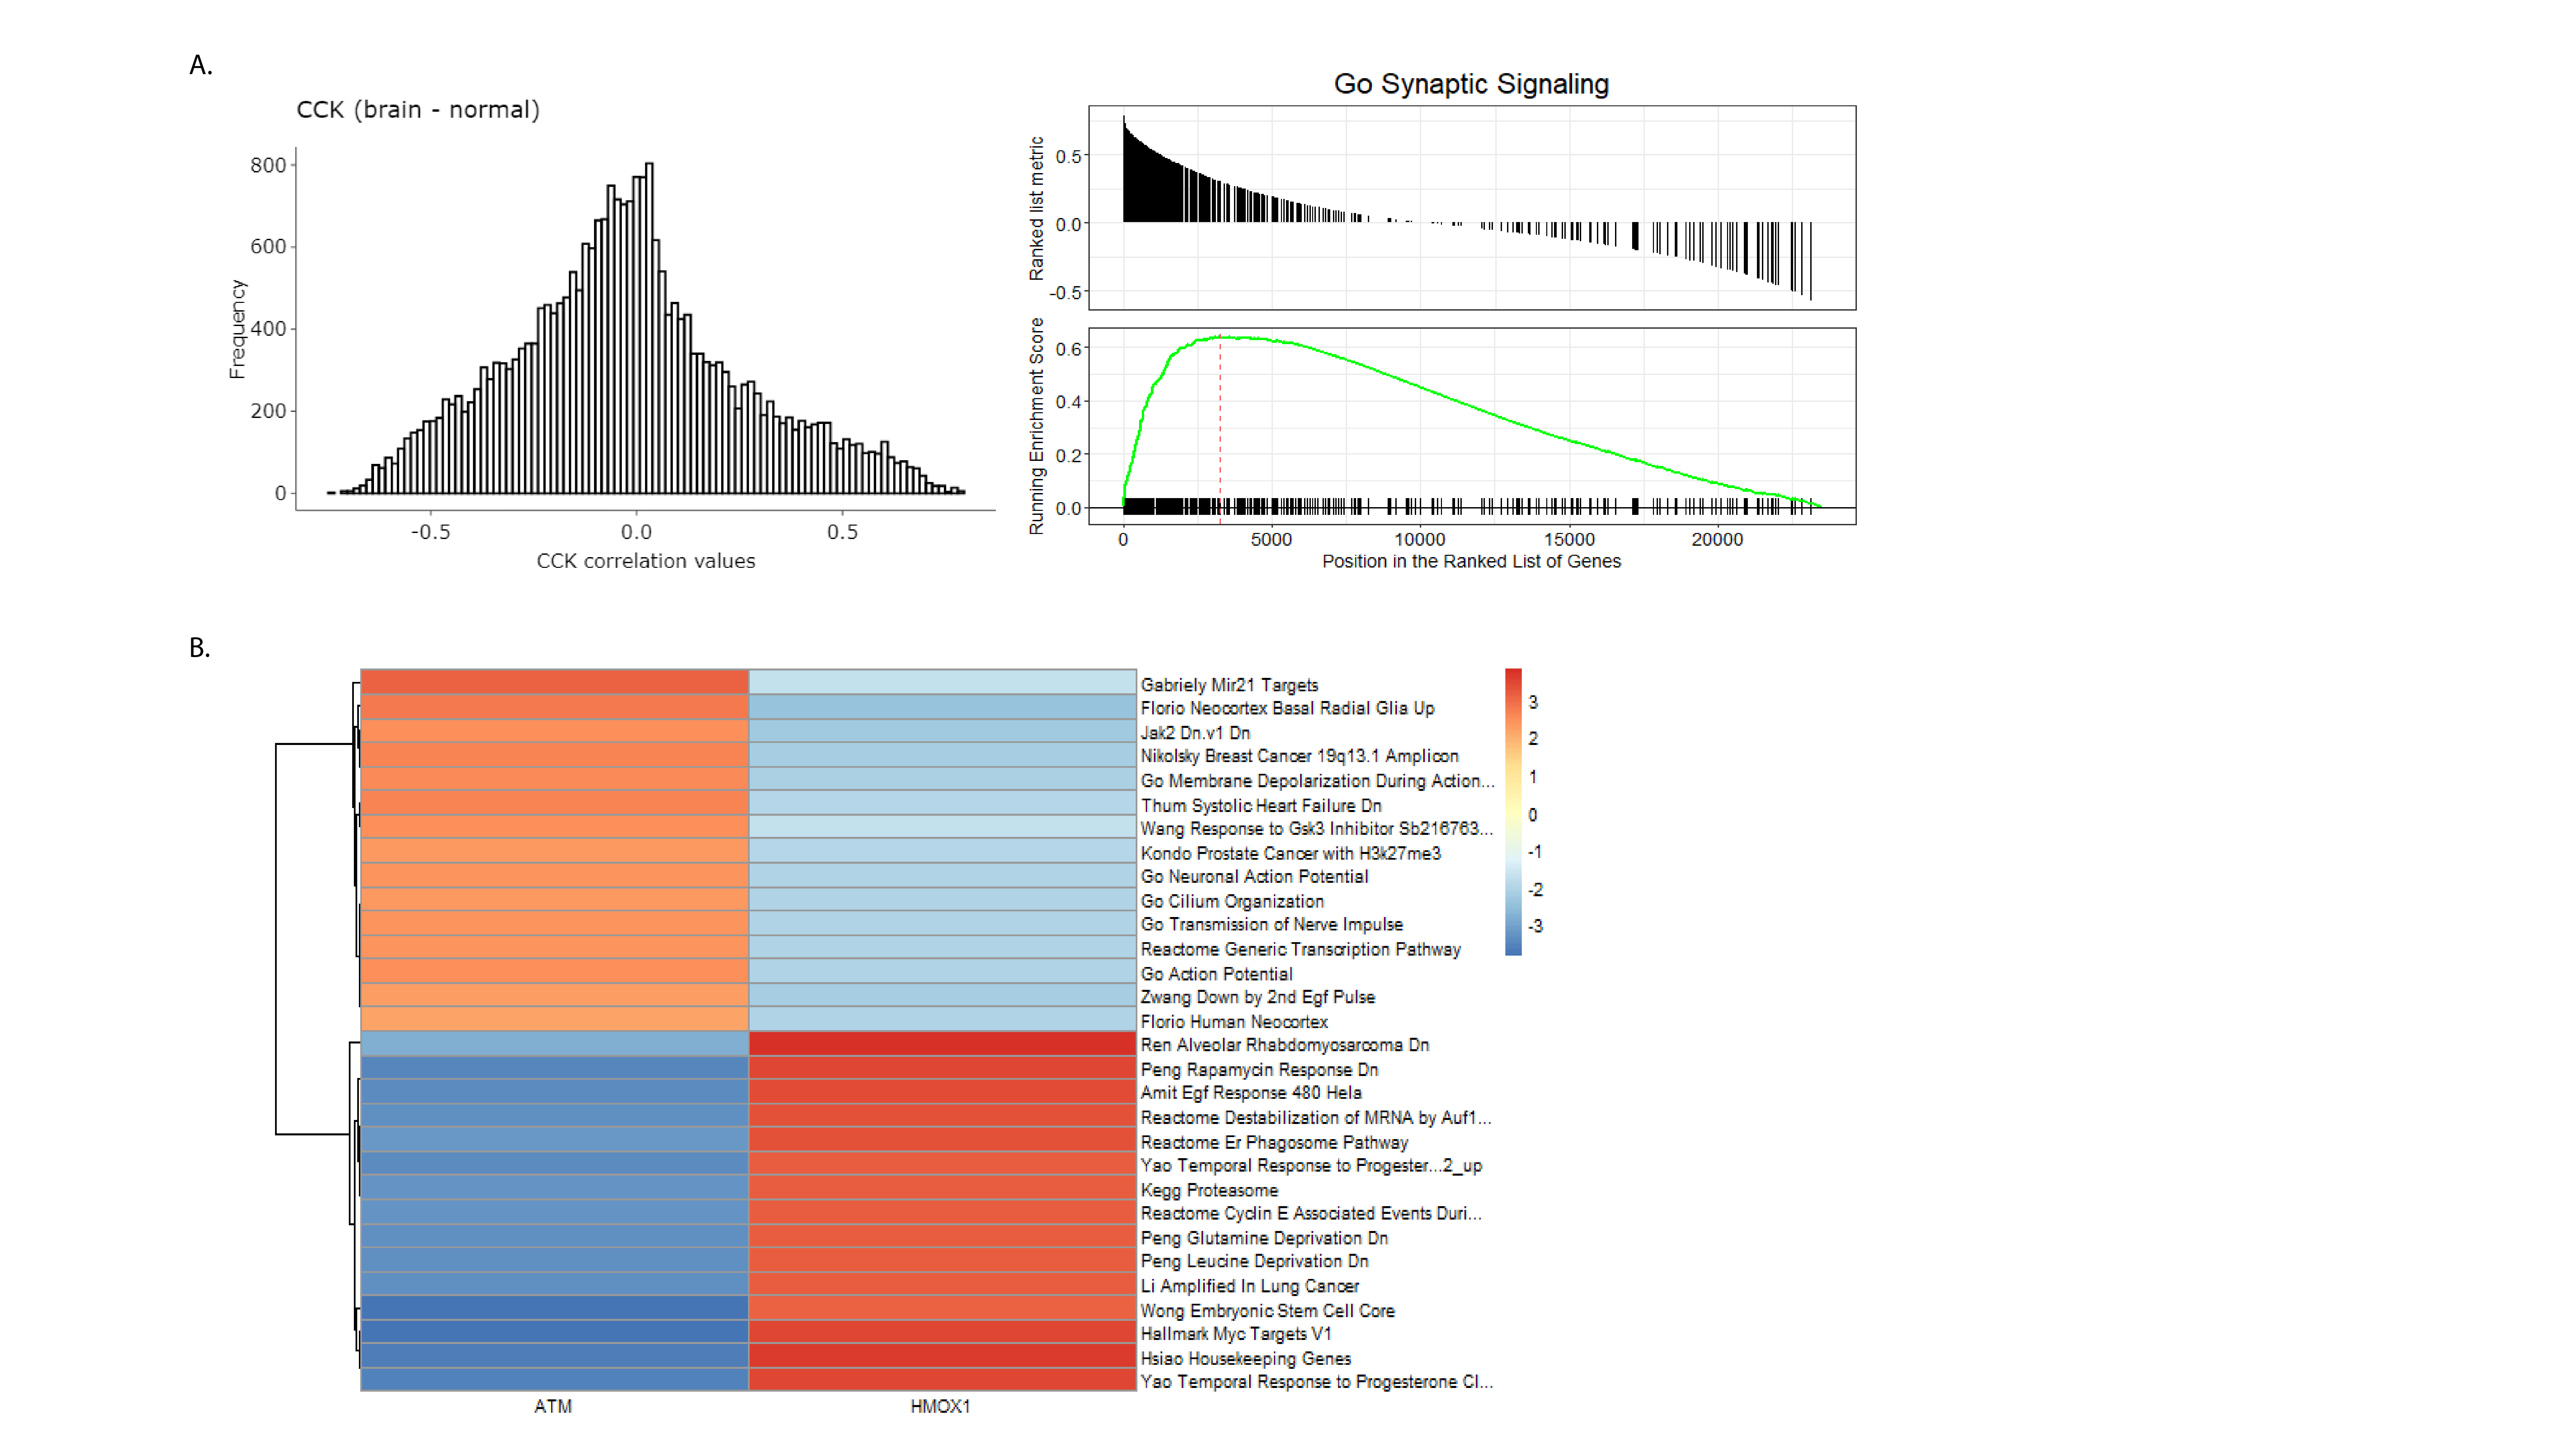 A.
CCK (brain - normal)
800
600
400
200
0
Frequency
-0.5
0.0
0.5
CCK correlation values
Go Synaptic Signaling
Ranked list metric
0.5
0.0
-0.5
Running Enrichment Score
0.6
0.4
0.2
0.0
0
5000
10000
15000
20000
Position in the Ranked List of Genes
B.
Gabriely Mir21 Targets
Florio Neocortex Basal Radial Glia Up
Jak2 Dn.v1 Dn
Nikolsky Breast Cancer 19q13.1 Amplicon
Go Membrane Depolarization During Action...
Thum Systolic Heart Failure Dn
Wang Response to Gsk3 Inhibitor Sb216763...
Kondo Prostate Cancer with H3k27me3
Go Neuronal Action Potential
Go Cilium Organization
Go Transmission of Nerve Impulse
Reactome Generic Transcription Pathway
Go Action Potential
Zwang Down by 2nd Egf Pulse
Florio Human Neocortex
Ren Alveolar Rhabdomyosarcoma Dn
Peng Rapamycin Response Dn
Amit Egf Response 480 Hela
Reactome Destabilization of MRNA by Auf1...
Reactome Er Phagosome Pathway
Yao Temporal Response to Progester...2_up
Kegg Proteasome
Reactome Cyclin E Associated Events Duri...
Peng Glutamine Deprivation Dn
Peng Leucine Deprivation Dn
Li Amplified In Lung Cancer
Wong Embryonic Stem Cell Core
Hallmark Myc Targets V1
Hsiao Housekeeping Genes
Yao Temporal Response to Progesterone Cl...
3
2
1
0
-1
-2
-3
ATM
HMOX1